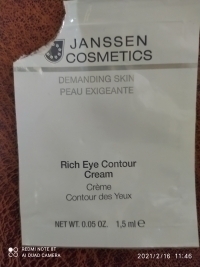 JANSSEN
COSMETICS
DEMANDING SKIN
PEAU EXIGEANTE
Rich Eye Contour
Cream
Crème
Contour des Yeux
NET WT. 0.05 OZ. 1,5 ml ℮
REDMI NOTE 8T
AI QUAD CAMERA
2021/2/16 11:46